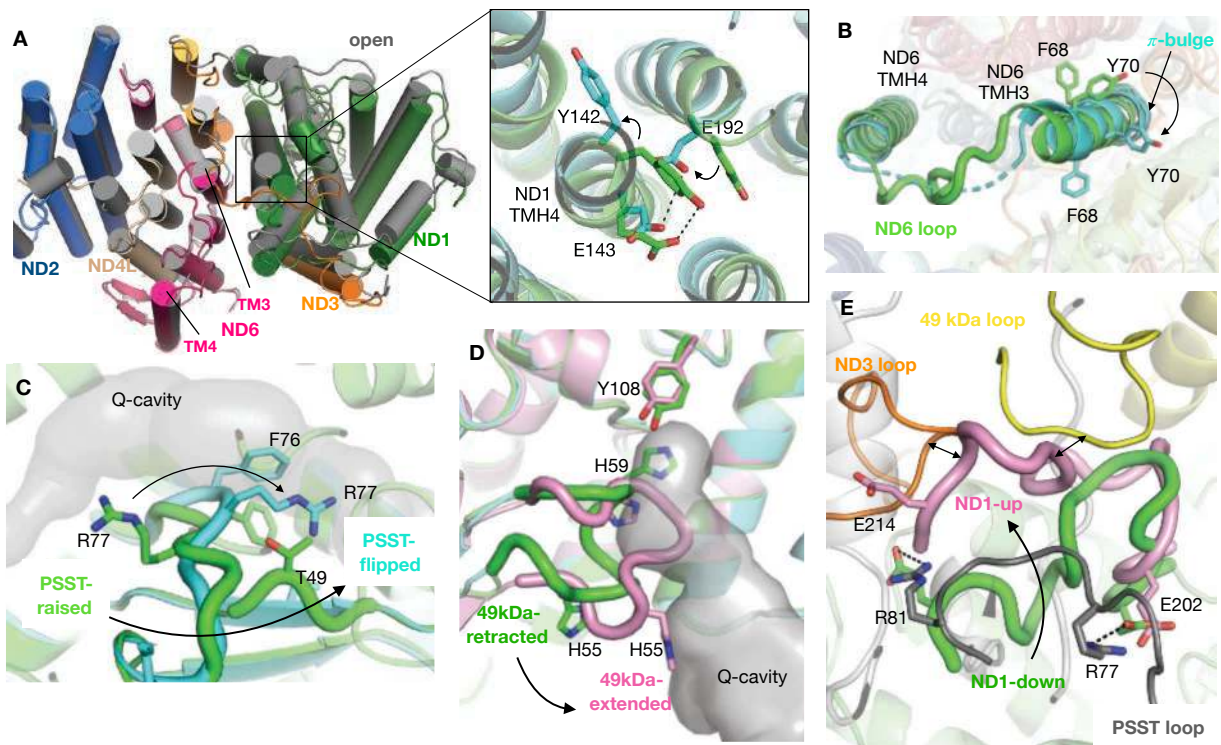 A
open
ND2
ND4L
TM3
ND6
TM4
ND3
ND1
Y142
E192
ND1
TMH4
E143
B
ND6
TMH4
ND6
TMH3
F68
Y70
π-bulge
Y70
F68
ND6 loop
C
Q-cavity
F76
R77
R77
PSST-
raised
T49
PSST-
flipped
D
Y108
H59
49kDa-
retracted
H55
H55
49kDa-
extended
Q-cavity
E
49 kDa loop
ND3 loop
E214
ND1-up
R81
E202
ND1-down
R77
PSST loop